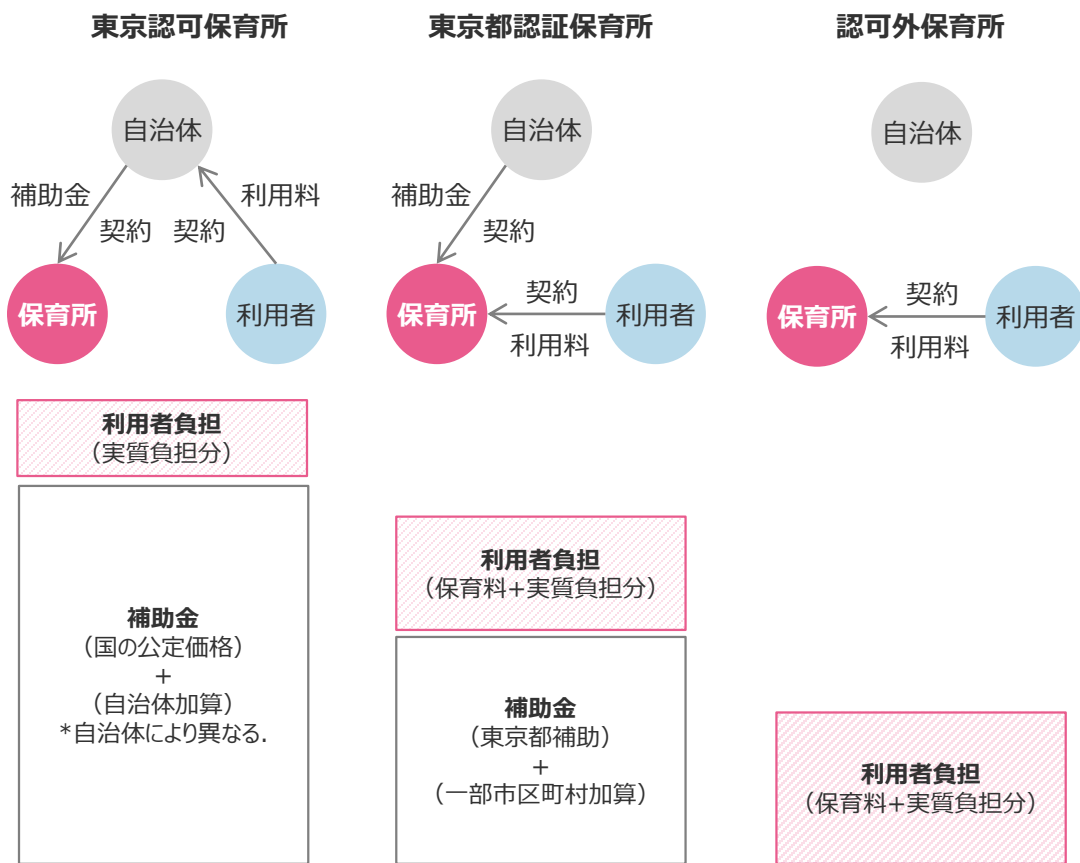 東京認可保育所
自治体
補助金
利用料
契約
契約
保育所
利用者
利用者負担
（実質負担分）
補助金
（国の公定価格）
+
（自治体加算）
*自治体により異なる.
東京都認証保育所
自治体
補助金
契約
保育所
契約
利用料
利用者
利用者負担
（保育料+実質負担分）
補助金
（東京都補助）
+
（一部市区町村加算）
認可外保育所
自治体
保育所
契約
利用料
利用者
利用者負担
（保育料+実質負担分）